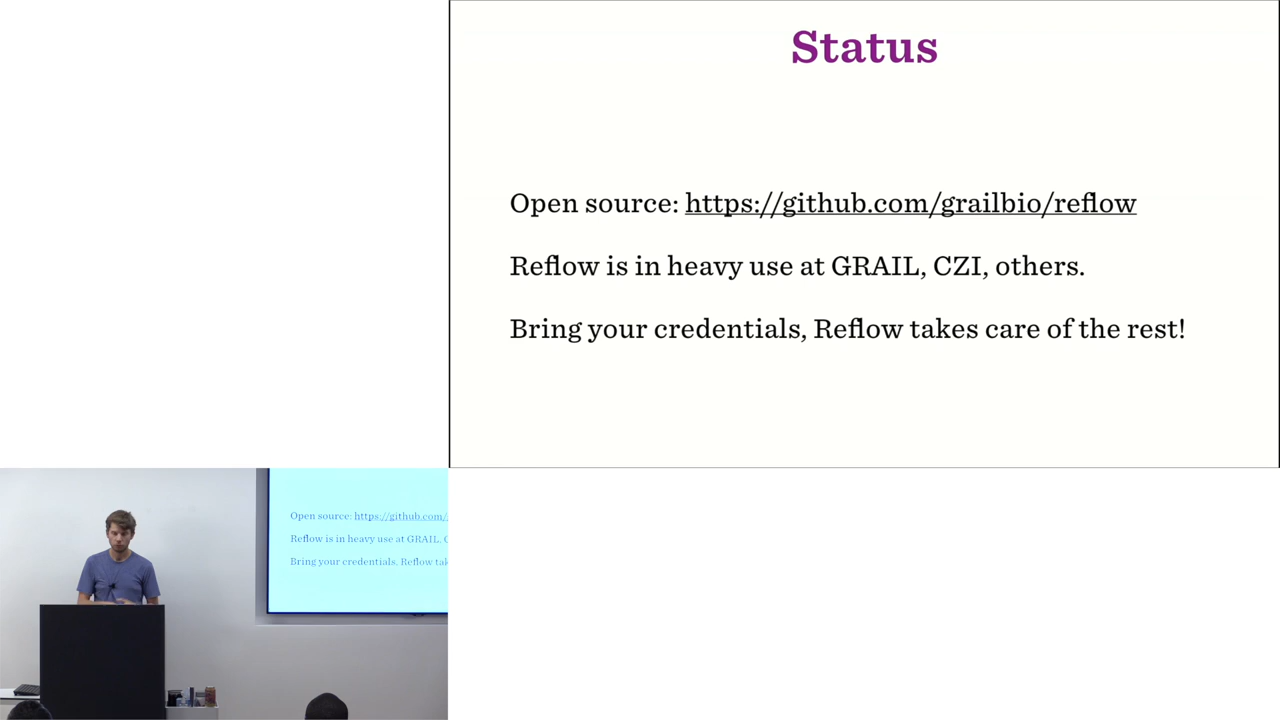 Status
Open source: https://github.com/grailbio/reflow
Reflow is in heavy use at GRAIL, CZI, others.
Bring your credentials, Reflow takes care of the rest!
Open source: https://github.com/
Reflow is in heavy use at GRAIL, C
Bring your credentials, Reflow tak